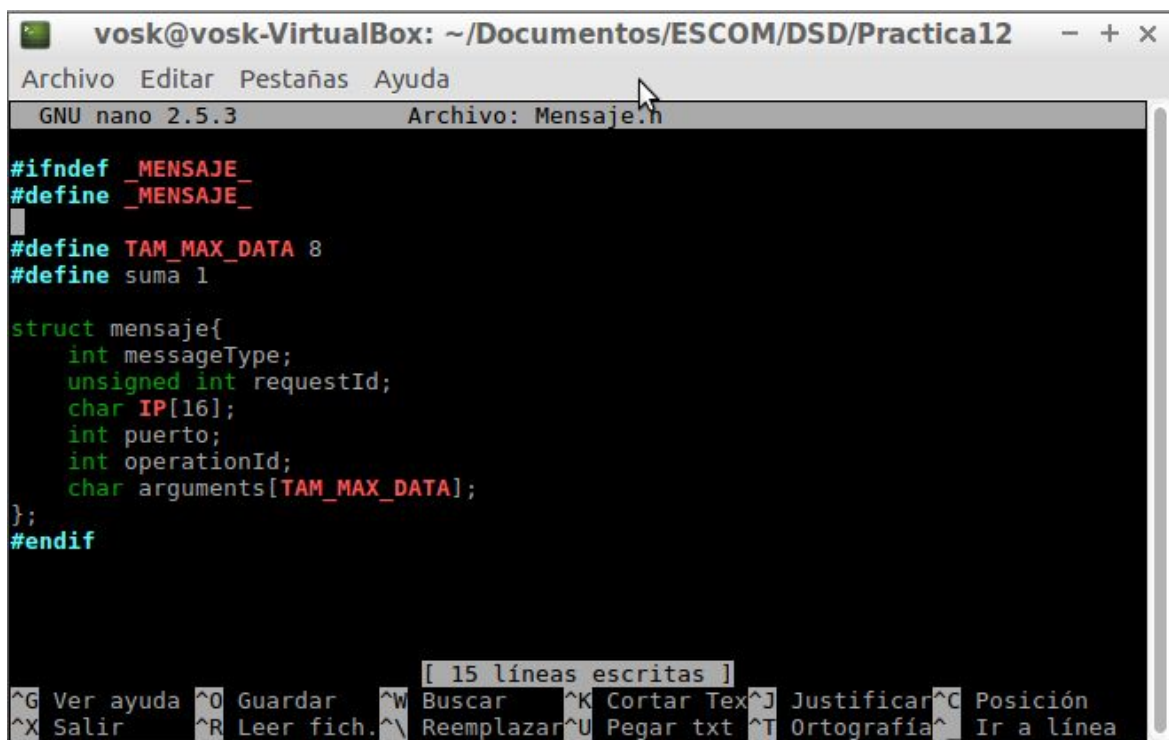 vosk@vosk-VirtualBox: ~/Documentos/ESCOM/DSD/Practica12 - + ×
Archivo Editar Pestañas Ayuda
GNU nano 2.5.3 Archivo: Mensaje.h
#ifndef _MENSAJE_
#define _MENSAJE_
#define TAM_MAX_DATA 8
#define suma 1
struct mensaje{
    int messageType;
    unsigned int requestId;
    char IP[16];
    int puerto;
    int operationId;
    char arguments[TAM_MAX_DATA];
};
#endif
[ 15 líneas escritas ]
^G Ver ayuda ^O Guardar ^W Buscar ^K Cortar Tex^J Justificar^C Posición
^X Salir ^R Leer fich.^\ Reemplazar^U Pegar txt ^T Ortografía^_ Ir a línea